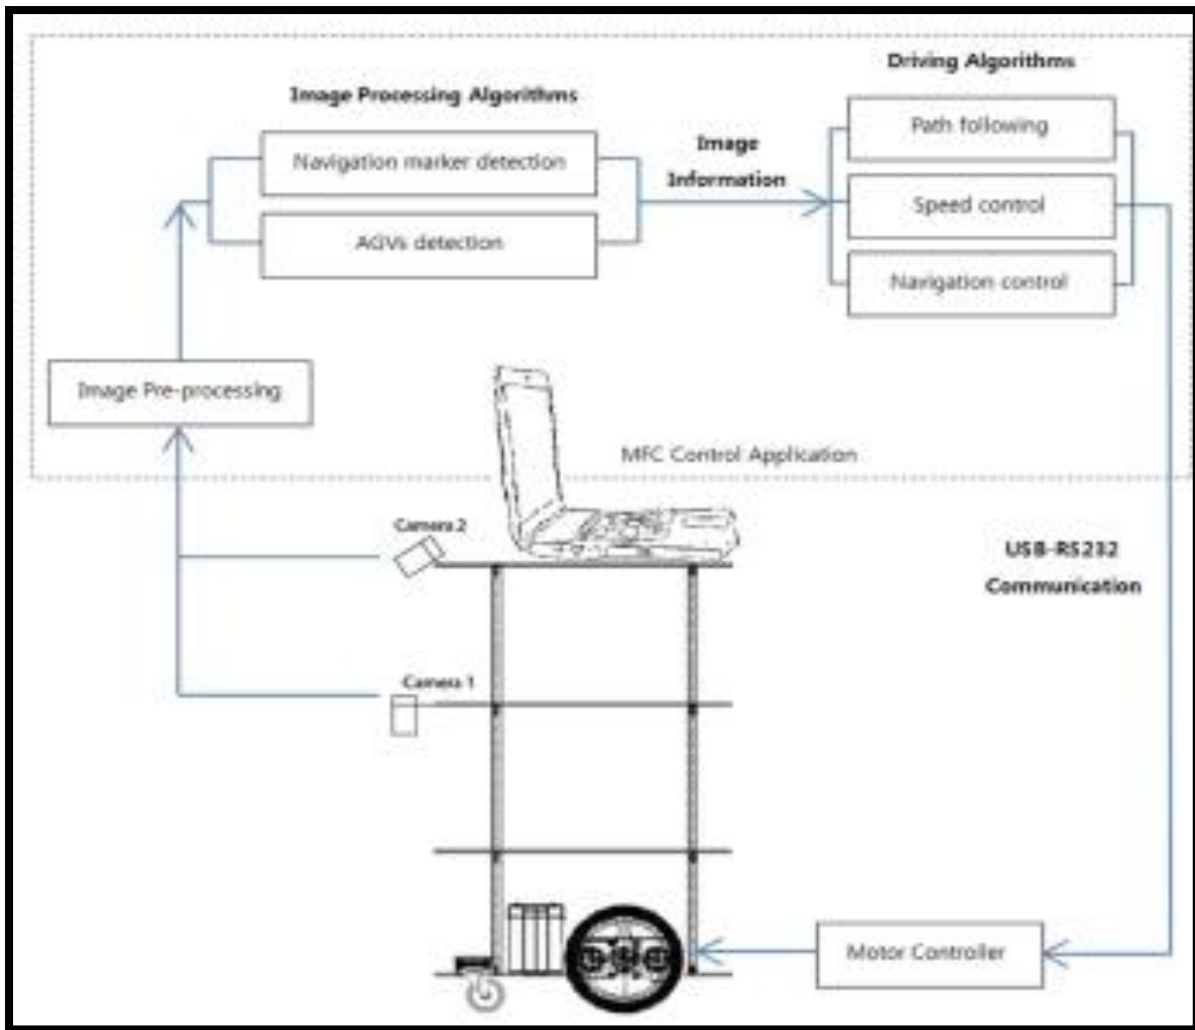 Driving Algorithms
Image Processing Algorithms
Path following
Navigation marker detection
Image
Information
Speed control
AGVs detection
Navigation control
Image Pre-processing
MFC Control Application
Camera 2
USB-RS232
Communication
Camera 1
Motor Controller